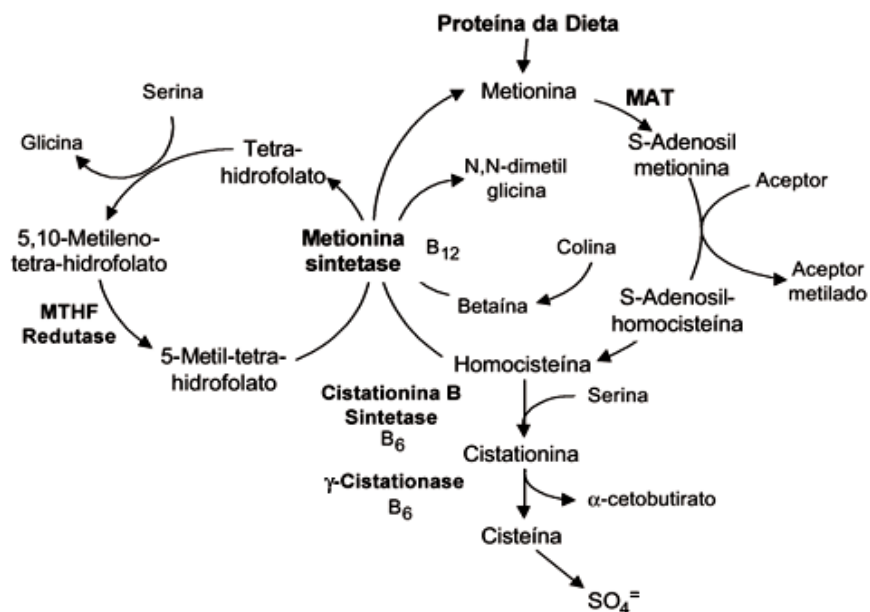 Proteína da Dieta
Metionina
MAT
S-Adenosil
metionina
Aceptor
Aceptor
metilado
S-Adenosil-
homocisteína
Homocisteína
Serina
Glicina
Tetra-
hidrofolato
5,10-Metileno-
tetra-hidrofolato
MTHF
Redutase
5-Metil-tetra-
hidrofolato
Metionina
sintetase
B12
N,N-dimetil
glicina
Colina
Betaína
Cistationina B
Sintetase
B6
Serina
Cistationina
γ-Cistationase
B6
α-cetobutirato
Cisteína
SO4=